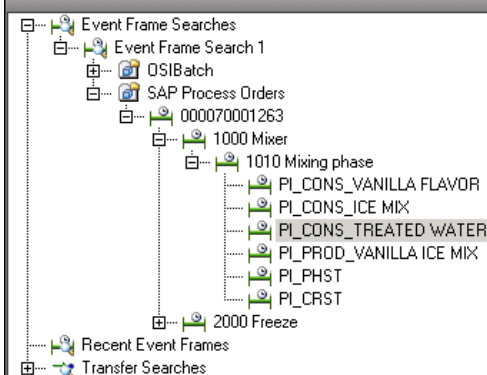 Event Frame Searches
Event Frame Search 1
OSIBatch
SAP Process Orders
000070001263
1000 Mixer
1010 Mixing phase
PI_CONS_VANILLA FLAVOR
PI_CONS_ICE MIX
PI_CONS_TREATED WATER
PI_PROD_VANILLA ICE MIX
PI_PHST
PI_CRST
2000 Freeze
Recent Event Frames
Transfer Searches